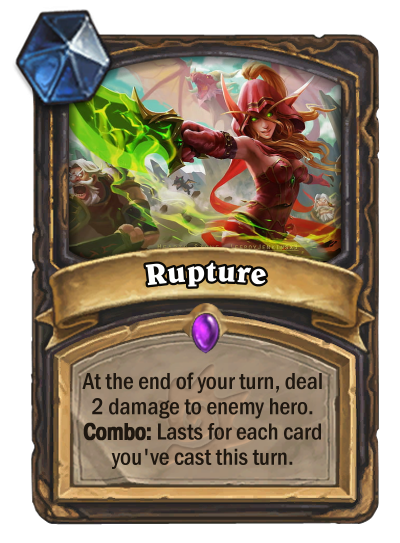 Rupture
At the end of your turn, deal
2 damage to enemy hero.
Combo: Lasts for each card
you've cast this turn.